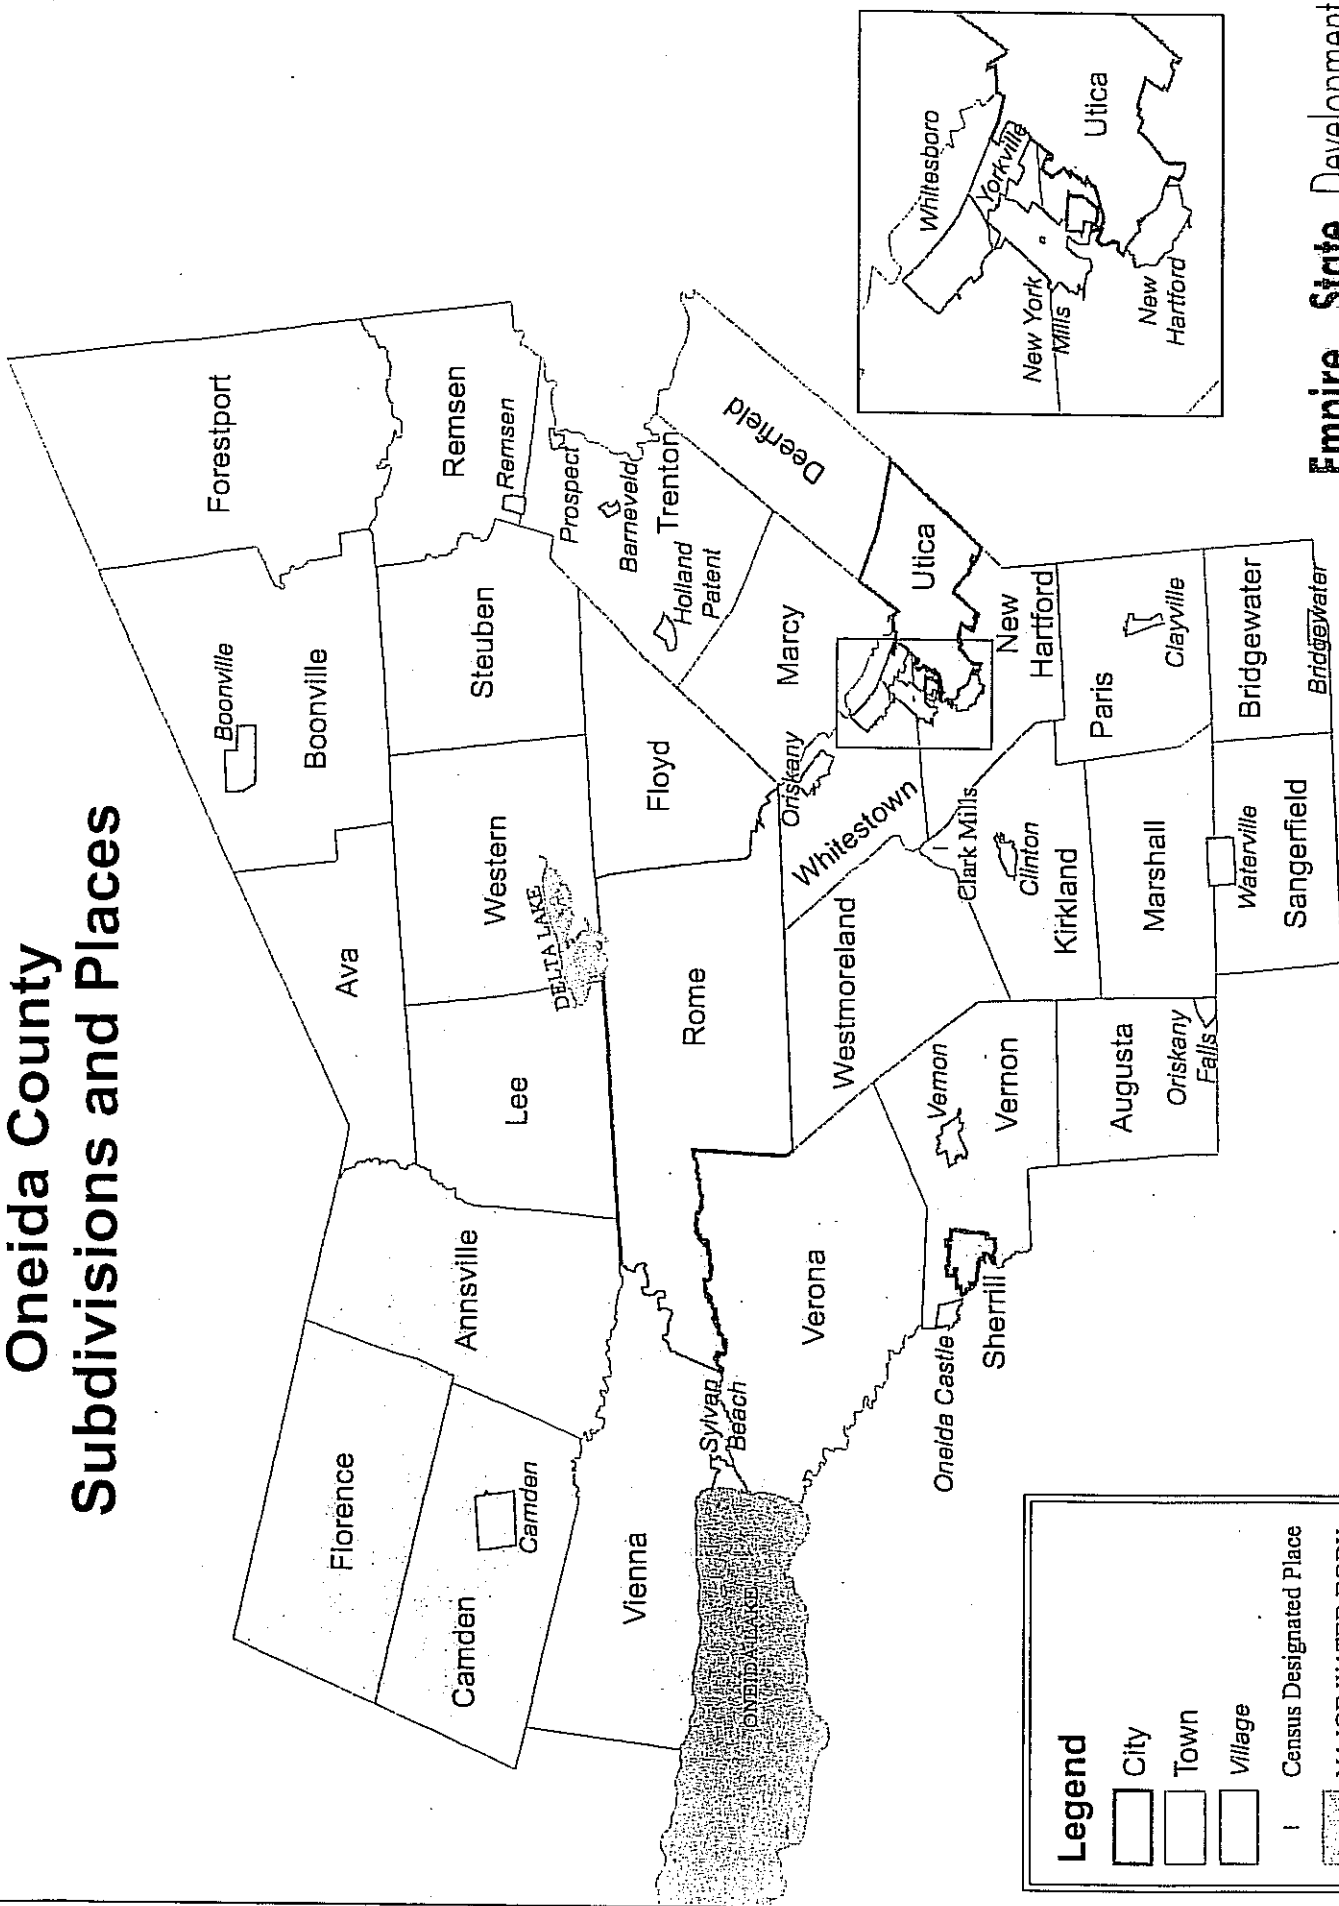 Oneida County
Subdivisions and Places
Forestport
Boonville
Boonville
Remsen
Remsen
Ava
Steuben
Prospect
Barneveld
Trenton
Holland
Patent
Western
DELTA LAKE
Lee
Floyd
Deerfield
Florence
Annsville
Camden
Camden
Marcy
Utica
Rome
Oriskany
Whitestown
Vienna
Sylvan
Beach
ONEIDA LAKE
Verona
Westmoreland
New
Hartford
Clark Mills
Clinton
Kirkland
Paris
Clayville
Vernon
Vernon
Oneida Castle
Sherrill
Marshall
Augusta
Oriskany
Falls
Waterville
Sangerfield
Bridgewater
Bridgewater
Whitesboro
Yorkville
Utica
New York
Mills
New
Hartford
Legend
City
Town
Village
Census Designated Place
MAJOR WATER BODY
Empire State Development